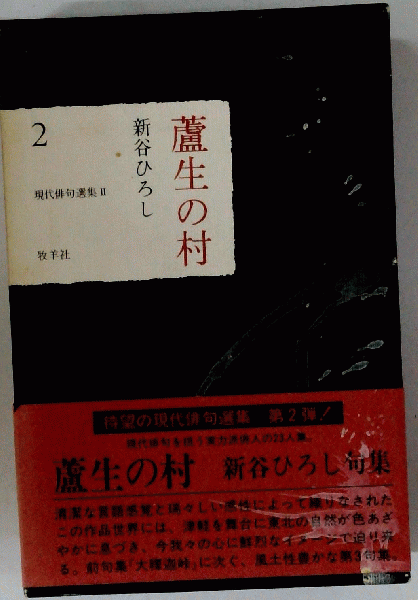 蘆生の村
新谷ひろし
2
現代俳句選集Ⅱ
牧羊社
待望の現代俳句選集 第2弾!
現代俳句を担う実力派俳人の23人集。
蘆生の村 新谷ひろし句集
清潔な言語感覚と瑞々しい感性によって織りなされた
この作品世界には、津軽を舞台に東北の自然が色あざ
やかに息づき、今我々の心に鮮烈なイメージで迫り来
る。前句集「大釋迦峠」に次ぐ、風土性豊かな第3句集。